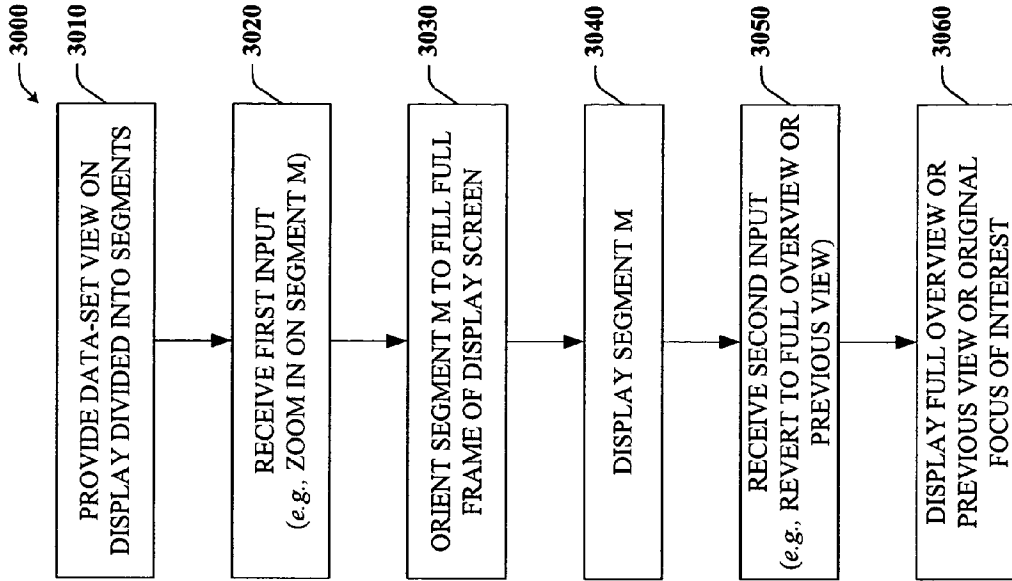 3000
3010
PROVIDE DATA-SET VIEW ON
DISPLAY DIVIDED INTO SEGMENTS
3020
RECEIVE FIRST INPUT
(e.g., ZOOM IN ON SEGMENT M)
3030
ORIENT SEGMENT M TO FILL FULL
FRAME OF DISPLAY SCREEN
3040
DISPLAY SEGMENT M
3050
RECEIVE SECOND INPUT
(e.g., REVERT TO FULL OVERVIEW OR
PREVIOUS VIEW)
3060
DISPLAY FULL OVERVIEW OR
PREVIOUS VIEW OR ORIGINAL
FOCUS OF INTEREST